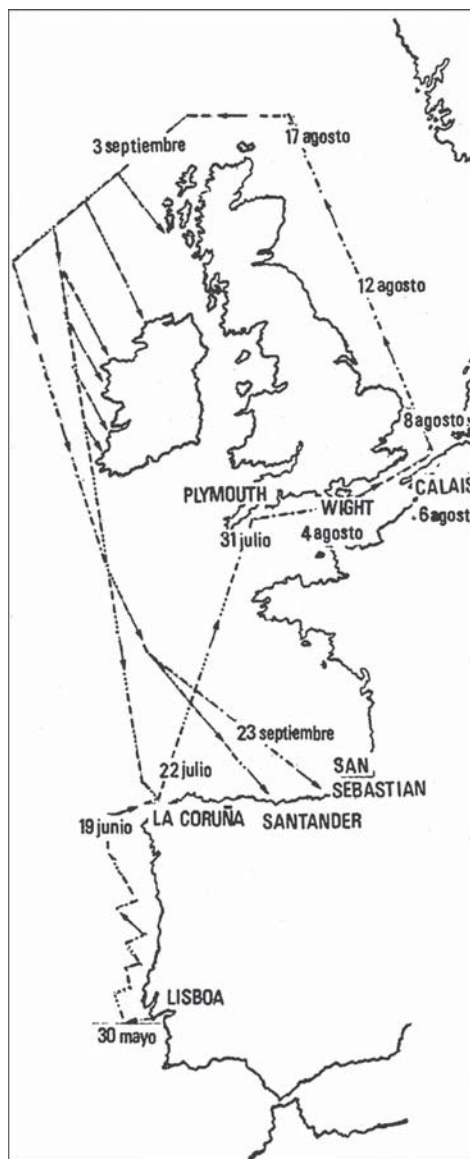 17 agosto
3 septiembre
12 agosto
8 agosto
PLYMOUTH
WIGHT
CALAIS
6 agosto
31 julio
4 agosto
23 septiembre
22 julio
SAN
SEBASTIAN
LA CORUÑA
SANTANDER
19 junio
LISBOA
30 mayo